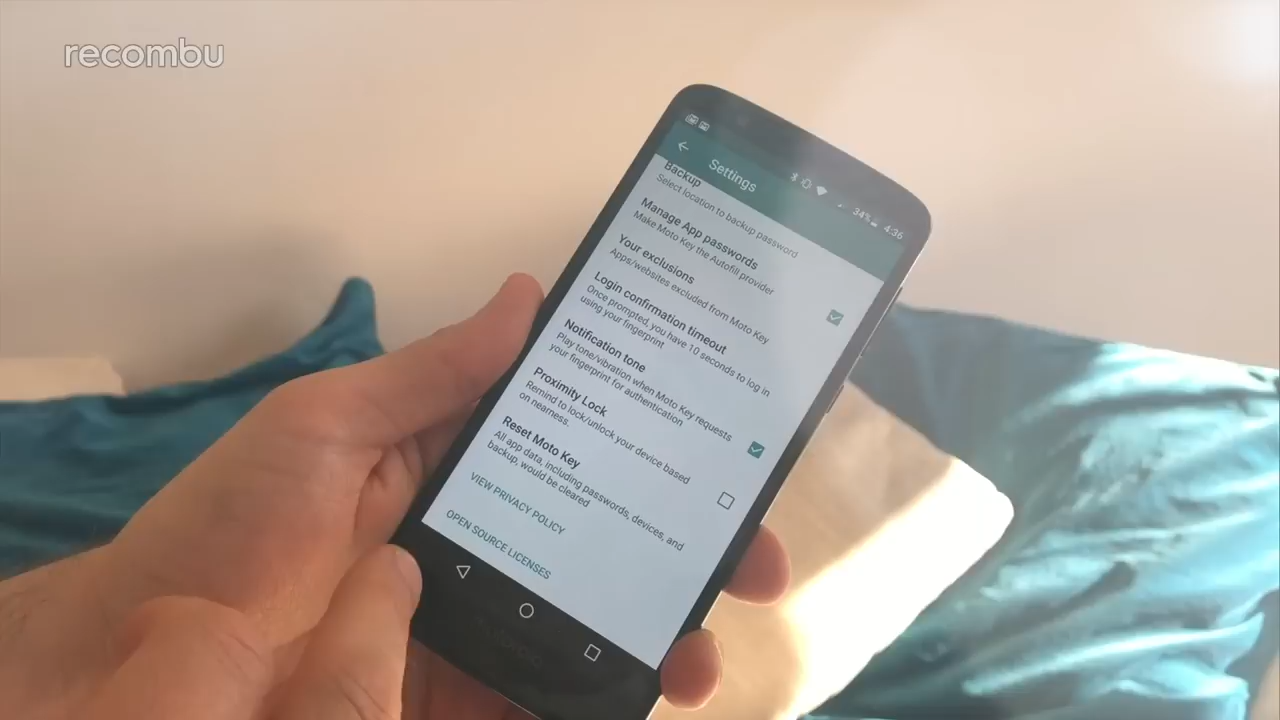 recombu
34% 4:36
Settings
Backup
Select location to backup password
Manage App passwords
Make Moto Key the Autofill provider
Your exclusions
Apps/websites excluded from Moto Key
Login confirmation timeout
Once prompted, you have 10 seconds to log in
using your fingerprint
Notification tone
Play tone/vibration when Moto Key requests
your fingerprint for authentication
Proximity Lock
Remind to lock/unlock your device based
on nearness.
Reset Moto Key
All app data, including passwords, devices, and
backup, would be cleared
VIEW PRIVACY POLICY
OPEN SOURCE LICENSES